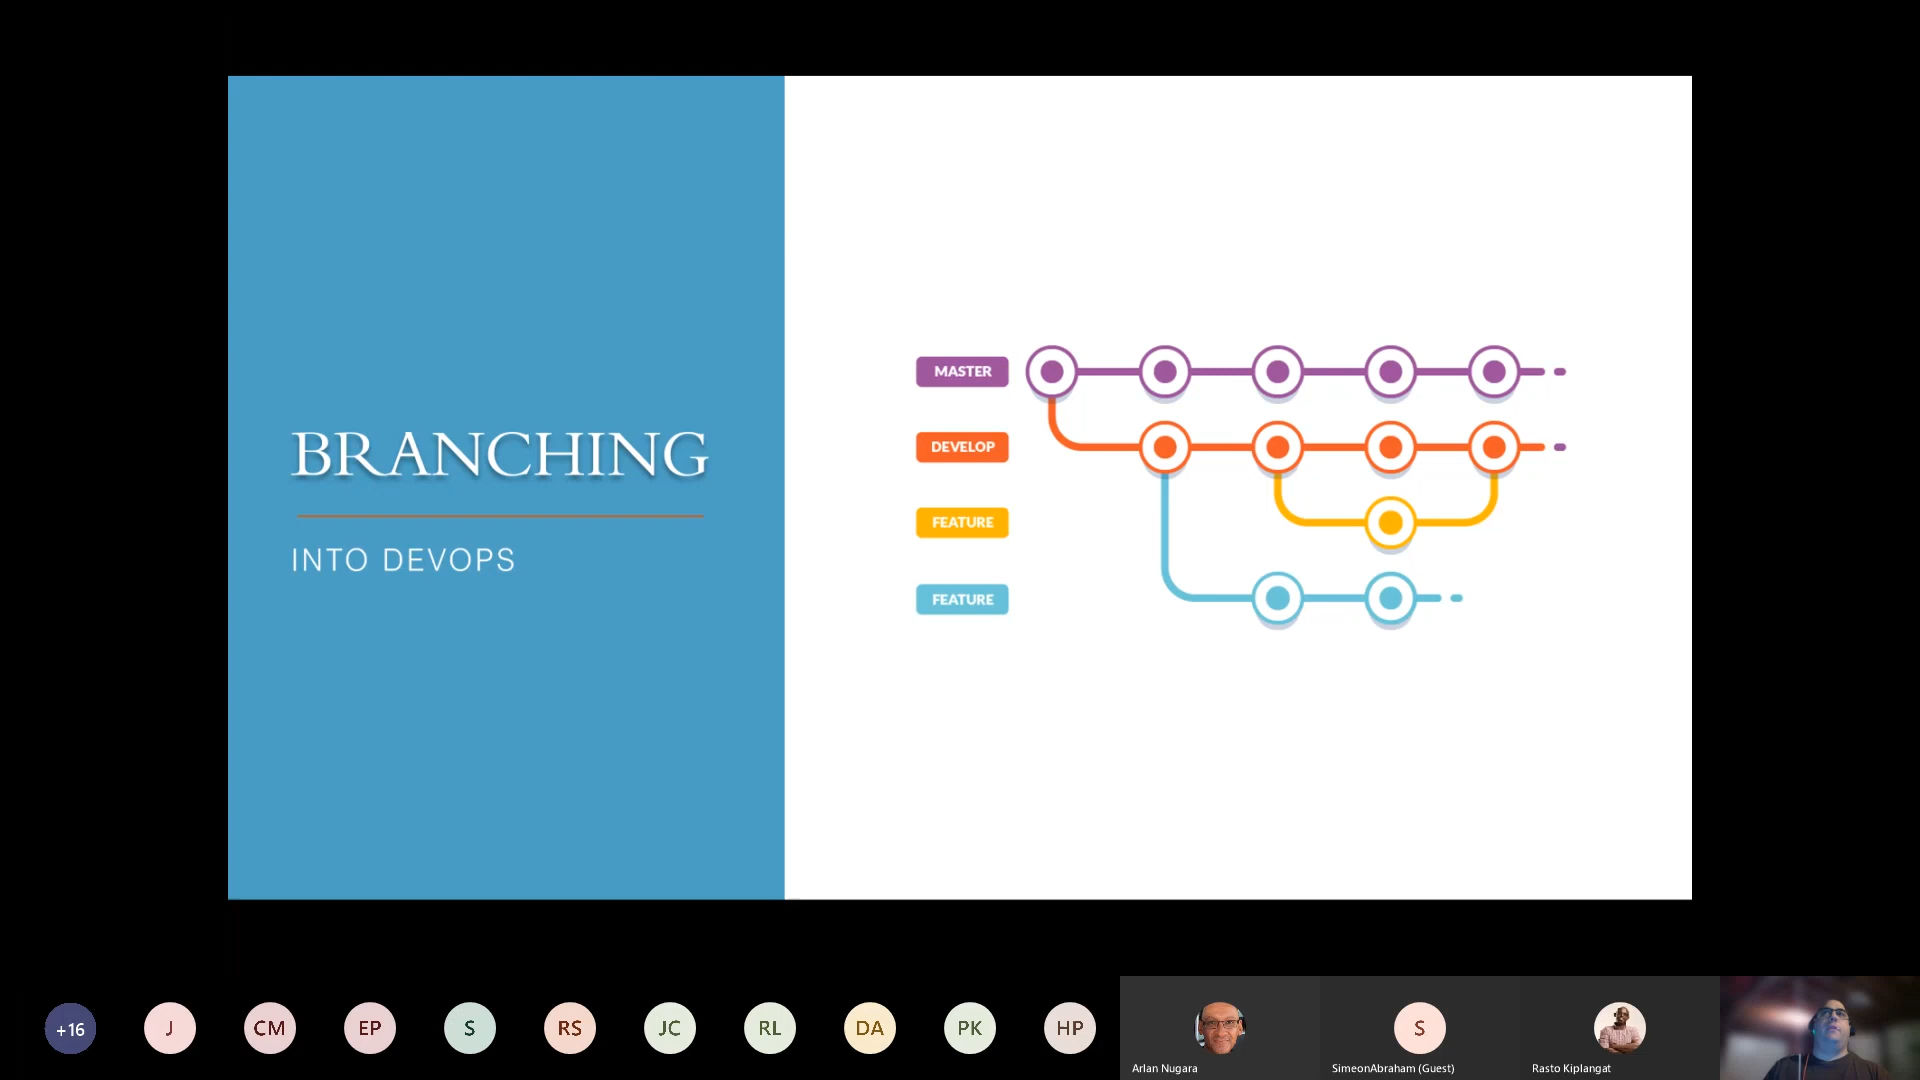 BRANCHING
INTO DEVOPS
MASTER
DEVELOP
FEATURE
FEATURE
+16
J
CM
EP
S
RS
JC
RL
DA
PK
HP
Arlan Nugara
S
SimeonAbraham (Guest)
Rasto Kiplangat